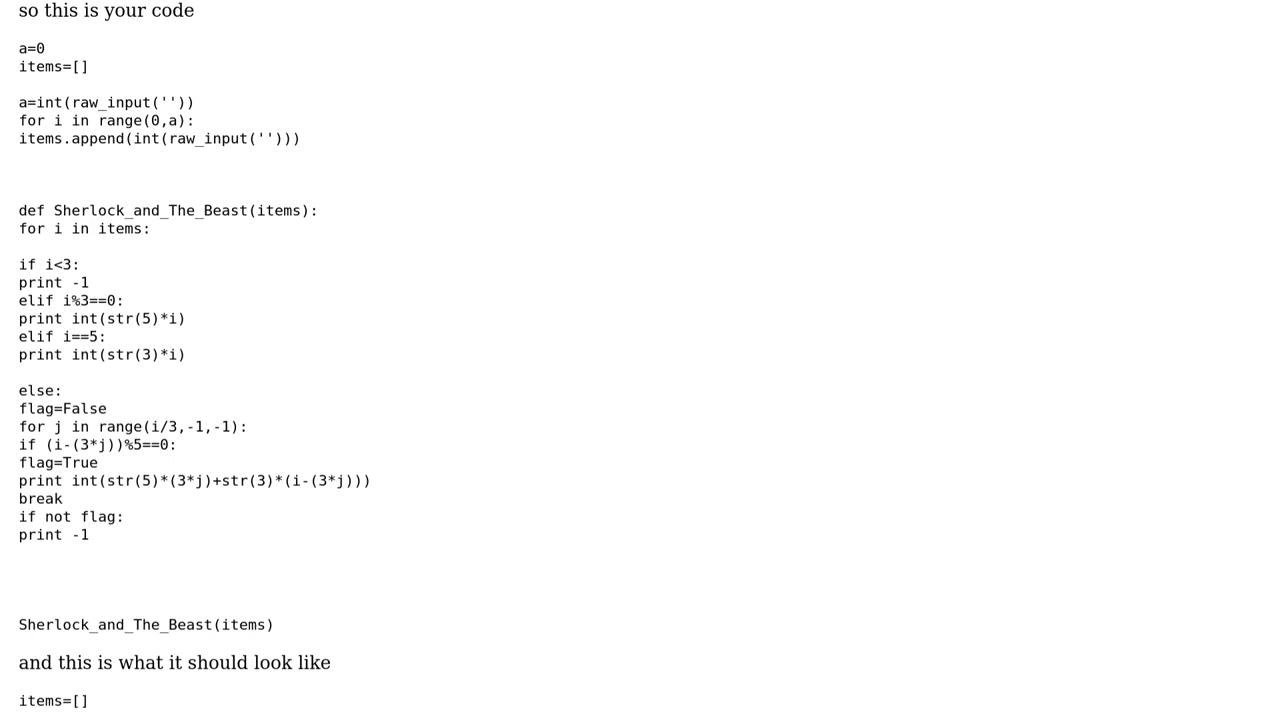 so this is your code
a=0
items=[]
a=int(raw_input(''))
for i in range(0,a):
items.append(int(raw_input('')))
def Sherlock_and_The_Beast(items):
for i in items:
if i<3:
print -1
elif i%3==0:
print int(str(5)*i)
elif i==5:
print int(str(3)*i)
else:
flag=False
for j in range(i/3,-1,-1):
if (i-(3*j))%5==0:
flag=True
print int(str(5)*(3*j)+str(3)*(i-(3*j)))
break
if not flag:
print -1
Sherlock_and_The_Beast(items)
and this is what it should look like
items=[]